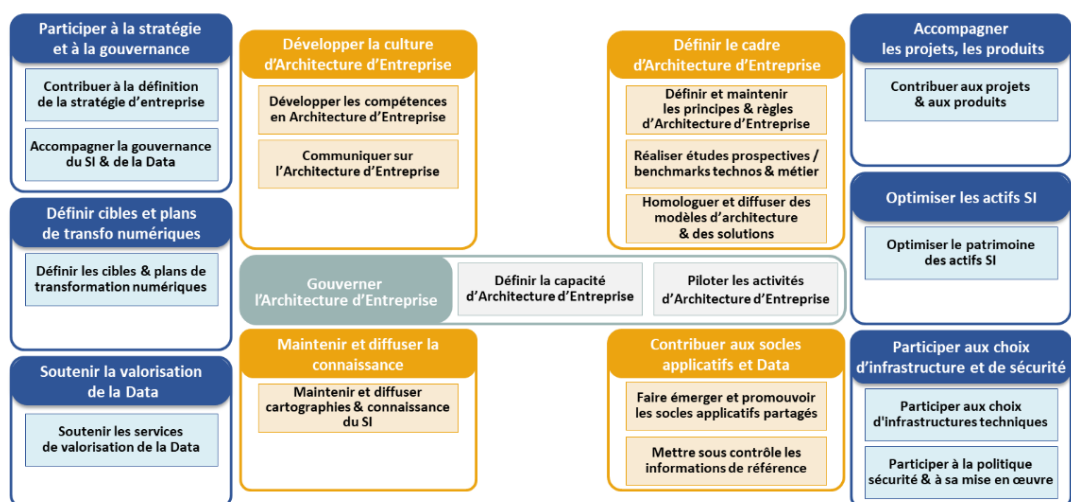 Participer à la stratégie
et à la gouvernance
Contribuer à la définition
de la stratégie d'entreprise
Accompagner la gouvernance
du SI & de la Data
Définir cibles et plans
de transfo numériques
Définir les cibles & plans de
transformation numériques
Soutenir la valorisation
de la Data
Soutenir les services
de valorisation de la Data
Développer la culture
d'Architecture d'Entreprise
Développer les compétences
en Architecture d'Entreprise
Communiquer sur
l'Architecture d'Entreprise
Définir le cadre
d'Architecture d'Entreprise
Définir et maintenir
les principes & règles
d'Architecture d'Entreprise
Réaliser études prospectives /
benchmarks technos & métier
Homologuer et diffuser des
modèles d'architecture
& des solutions
Gouverner
l'Architecture d'Entreprise
Définir la capacité
d'Architecture d'Entreprise
Piloter les activités
d'Architecture d'Entreprise
Maintenir et diffuser la
connaissance
Maintenir et diffuser
cartographies & connaissance
du SI
Contribuer aux socles
applicatifs et Data
Faire émerger et promouvoir
les socles applicatifs partagés
Mettre sous contrôle les
informations de référence
Accompagner
les projets, les produits
Contribuer aux projets
& aux produits
Optimiser les actifs SI
Optimiser le patrimoine
des actifs SI
Participer aux choix
d'infrastructure et de sécurité
Participer aux choix
d'infrastructures techniques
Participer à la politique
sécurité & à sa mise en œuvre